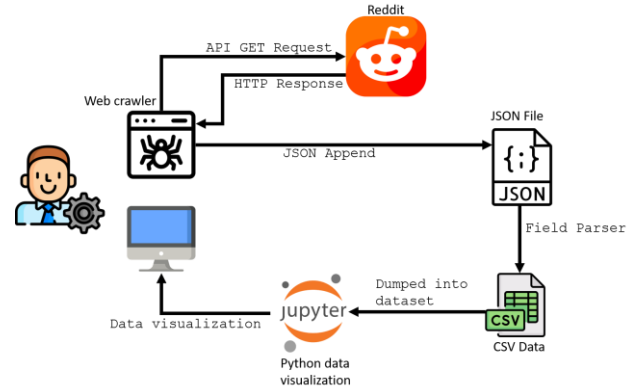 Reddit
API GET Request
HTTP Response
Web crawler
JSON File
JSON Append
{;}
JSON
Field Parser
Dumped into
dataset
CSV
CSV Data
jupyter
Data visualization
Python data
visualization